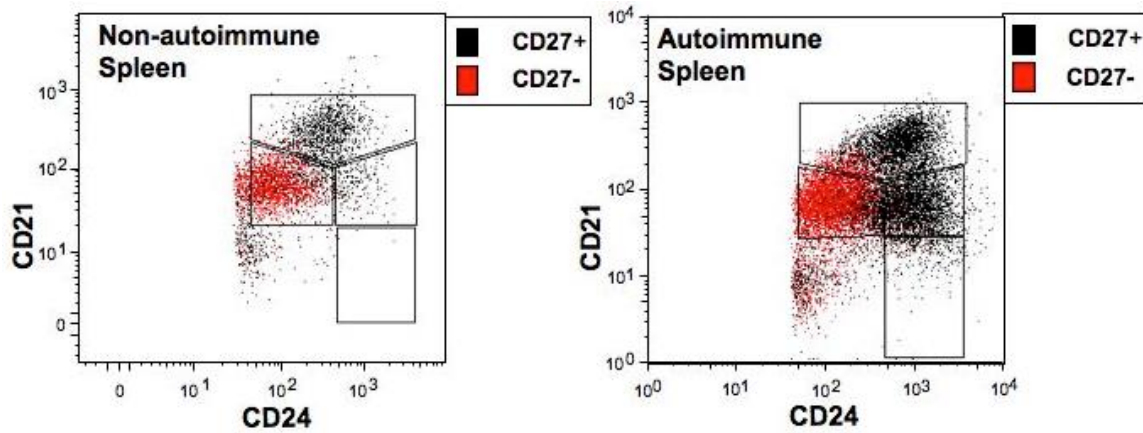 Non-autoimmune
Spleen
CD27+
CD27-
10³
10²
10¹
0
CD21
0
10¹
10²
10³
CD24
Autoimmune
Spleen
CD27+
CD27-
10⁴
10³
10²
10¹
10⁰
CD21
10⁰
10¹
10²
10³
10⁴
CD24